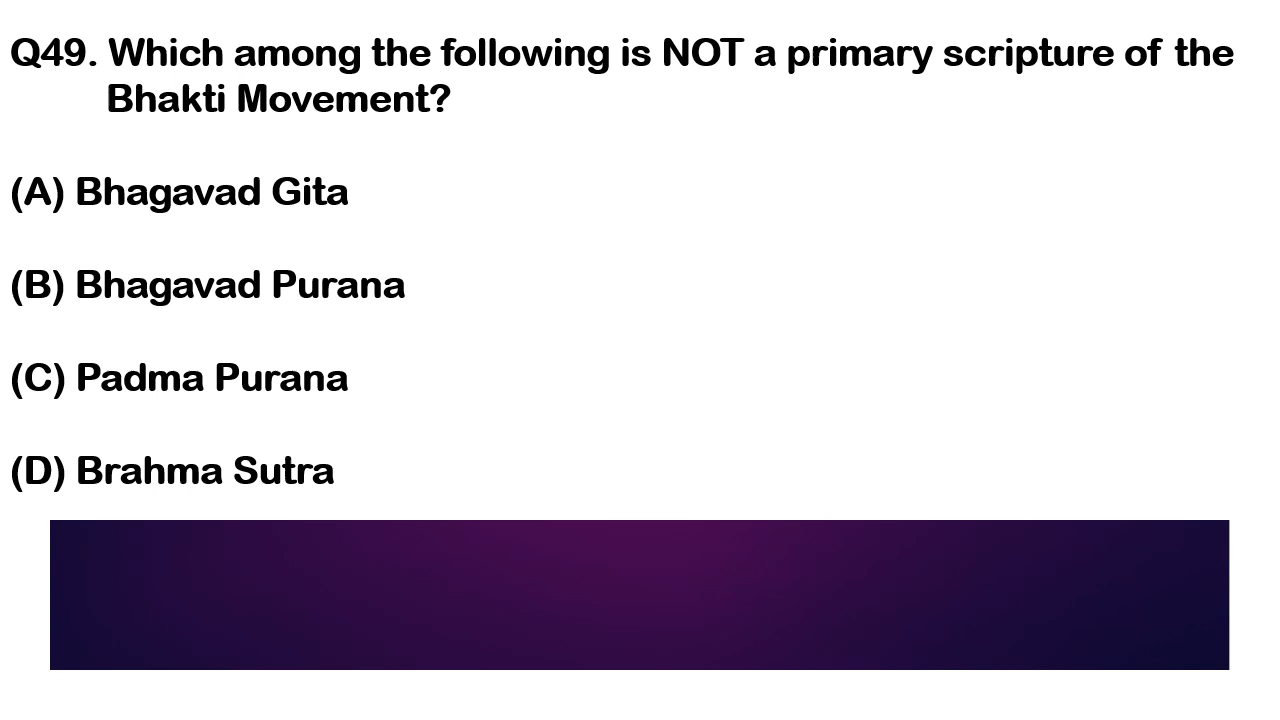 Q49. Which among the following is NOT a primary scripture of the
Bhakti Movement?
(A) Bhagavad Gita
(B) Bhagavad Purana
(C) Padma Purana
(D) Brahma Sutra